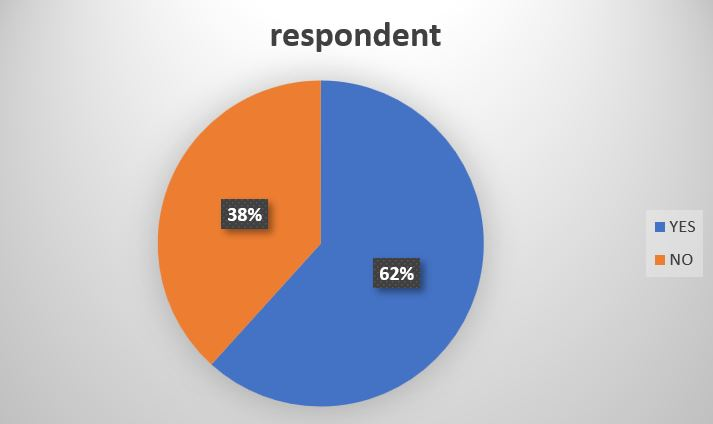 respondent
38%
62%
YES
NO